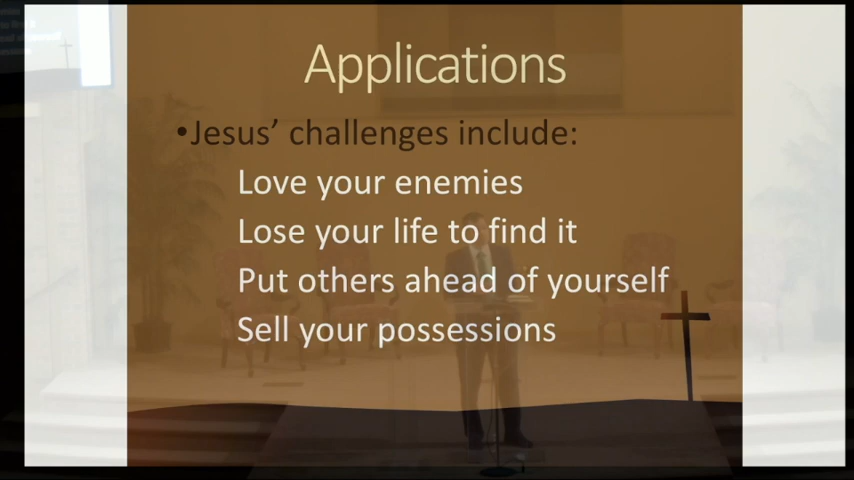 Applications
•Jesus’ challenges include:
Love your enemies
Lose your life to find it
Put others ahead of yourself
Sell your possessions